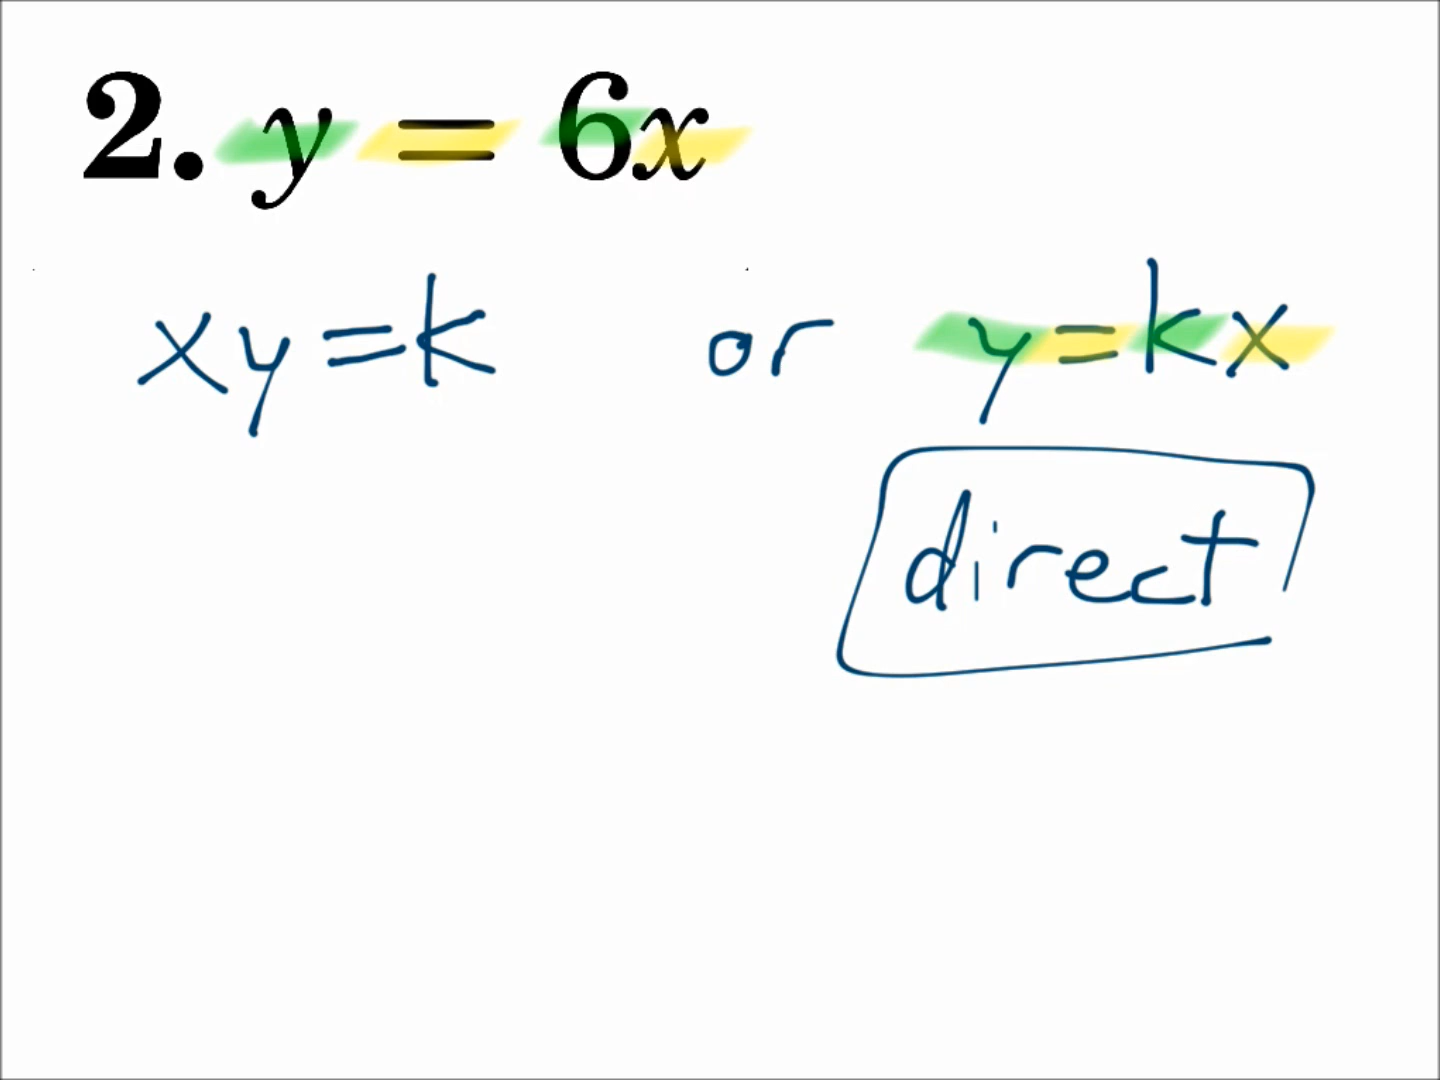 2. y = 6x
xy=k or y=kx
direct